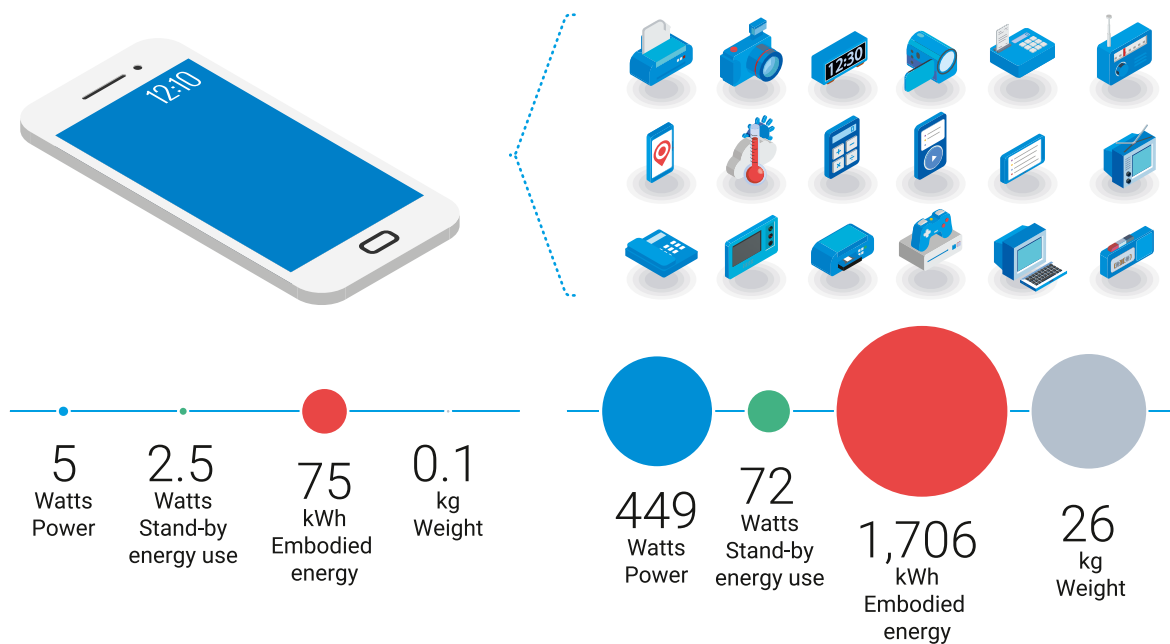 12:10
12:30
5
Watts
Power
2.5
Watts
Stand-by
energy use
75
kWh
Embodied
energy
0.1
kg
Weight
449
Watts
Power
72
Watts
Stand-by
energy use
1,706
kWh
Embodied
energy
26
kg
Weight